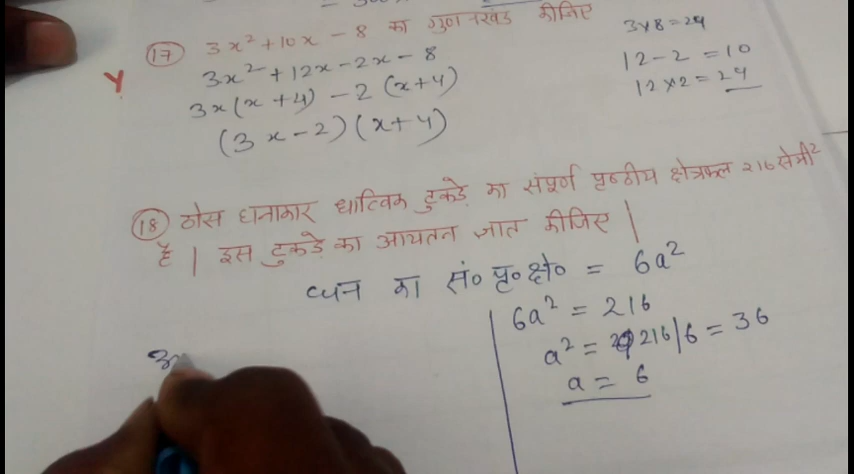 (17) 3x² + 10x - 8 का गुणनखंड कीजिए
3x² + 12x - 2x - 8
3x(x + 4) - 2(x + 4)
(3x - 2)(x + 4)
3×8 = 24
12 - 2 = 10
12×2 = 24
(18) ठोस घनाकार धात्विक टुकड़े का संपूर्ण पृष्ठीय क्षेत्रफल 216 सेमी²
है | इस टुकड़े का आयतन ज्ञात कीजिए |
घन का सं० पृ० क्षे० = 6a²
6a² = 216
a² = 216/6 = 36
a = 6